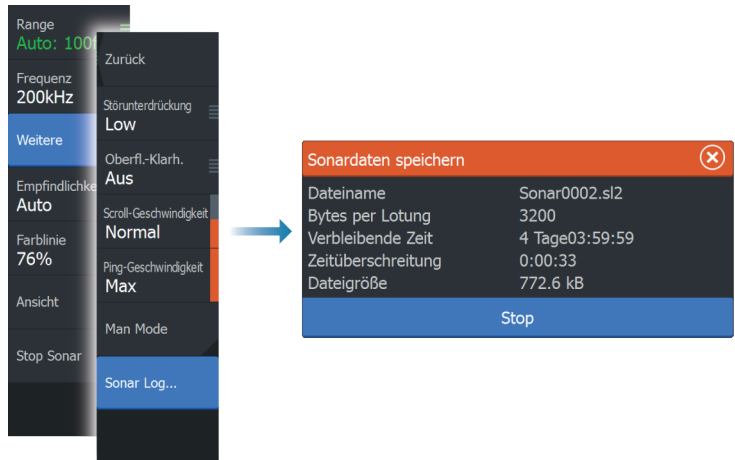 Range
Auto: 100
Frequenz
200kHz
Weitere
Auto
Farblinie
76%
Ansicht
Stop Sonar
Zurück
Störunterdrückung
Low
Oberfl.-Klarh.
Aus
Scroll-Geschwindigkeit
Normal
Ping-Geschwindigkeit
Max
Man Mode
Sonar Log...
Sonardaten speichern
Dateiname Sonar0002.sl2
Bytes per Lotung 3200
Verbleibende Zeit 4 Tage03:59:59
Zeitüberschreitung 0:00:33
Dateigröße 772.6 kB
Stop